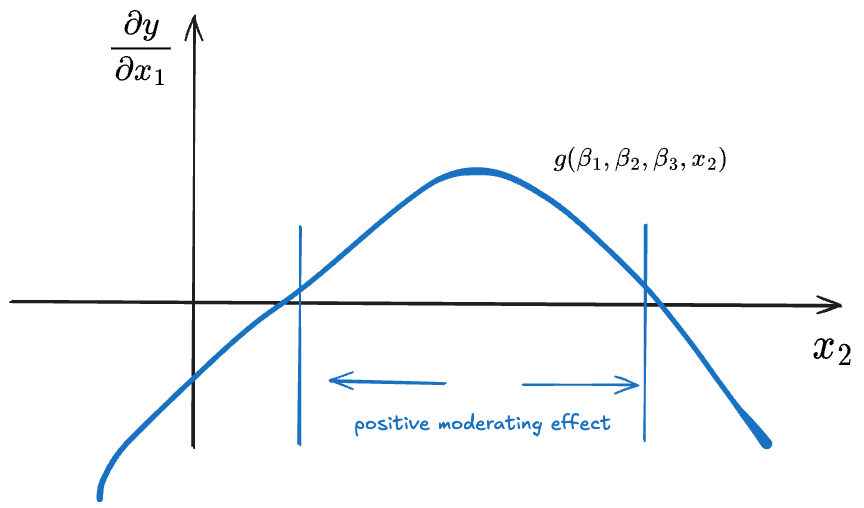 ∂y
∂x₁
g(β₁, β₂, β₃, x₂)
x₂
positive moderating effect